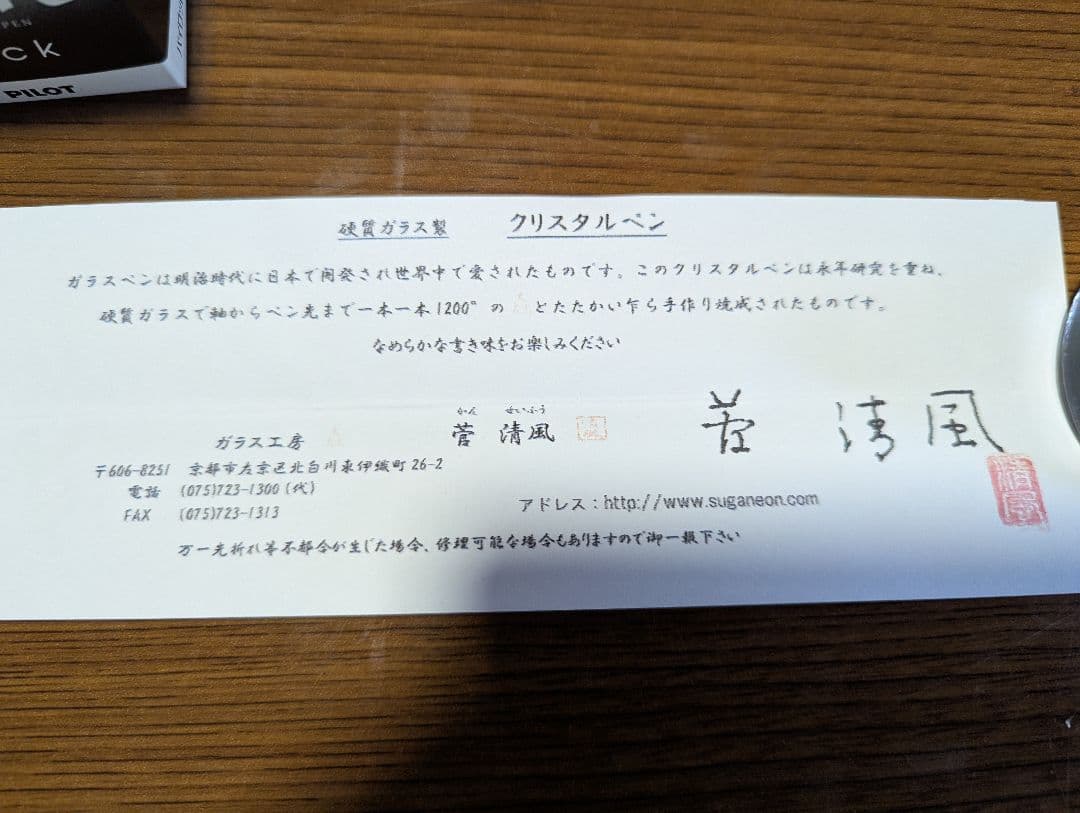 PEN
ck
PILOT
硬質ガラス製 クリスタルペン
ガラスペンは明治時代に日本で開発され世界中で愛されたものです。このクリスタルペンは永年研究を重ね、
硬質ガラスで軸からペン先まで一本一本1200°の とたたかい乍ら手作り焼成されたものです。
なめらかな書き味をお楽しみください
かん せいふう
菅 清風
菅 清風
清風
ガラス工房
〒606-8251 京都市左京区北白川東伊織町26-2
電話 (075)723-1300(代)
FAX (075)723-1313
アドレス：http://www.suganeon.com
万一先折れ等不都合が生じた場合、修理可能な場合もありますので御一報下さい